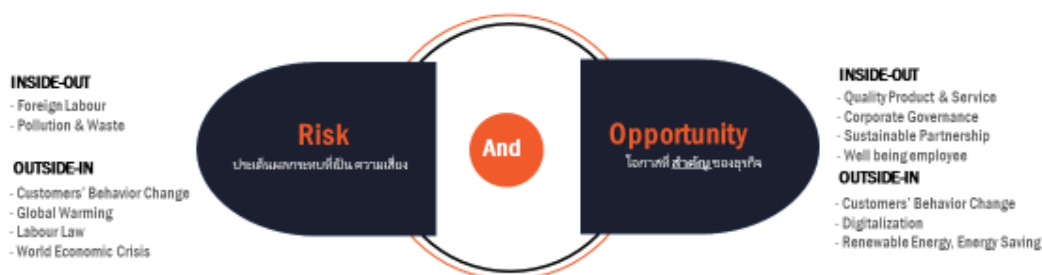 INSIDE-OUT
- Foreign Labour
- Pollution & Waste
OUTSIDE-IN
- Customers' Behavior Change
- Global Warming
- Labour Law
- World Economic Crisis
Risk
ประเด็นผลกระทบที่เป็น ความเสี่ยง
And
Opportunity
โอกาสที่ สำคัญ ของธุรกิจ
INSIDE-OUT
- Quality Product & Service
- Corporate Governance
- Sustainable Partnership
- Well being employee
OUTSIDE-IN
- Customers' Behavior Change
- Digitalization
- Renewable Energy, Energy Saving